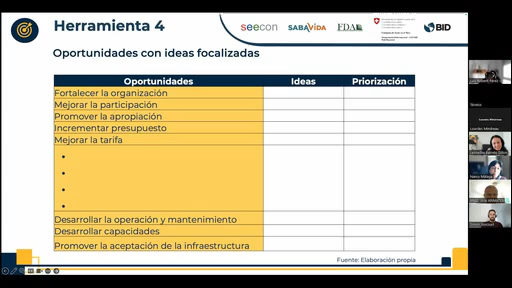 Herramienta 4
seecon
SABAVIDA
FDAL
BID
Oportunidades con ideas focalizadas
Oportunidades Ideas Priorización
Fortalecer la organización
Mejorar la participación
Promover la apropiación
Incrementar presupuesto
Mejorar la tarifa
•
•
•
•
Desarrollar la operación y mantenimiento
Desarrollar capacidades
Promover la aceptación de la infraestructura
Fuente: Elaboración propia